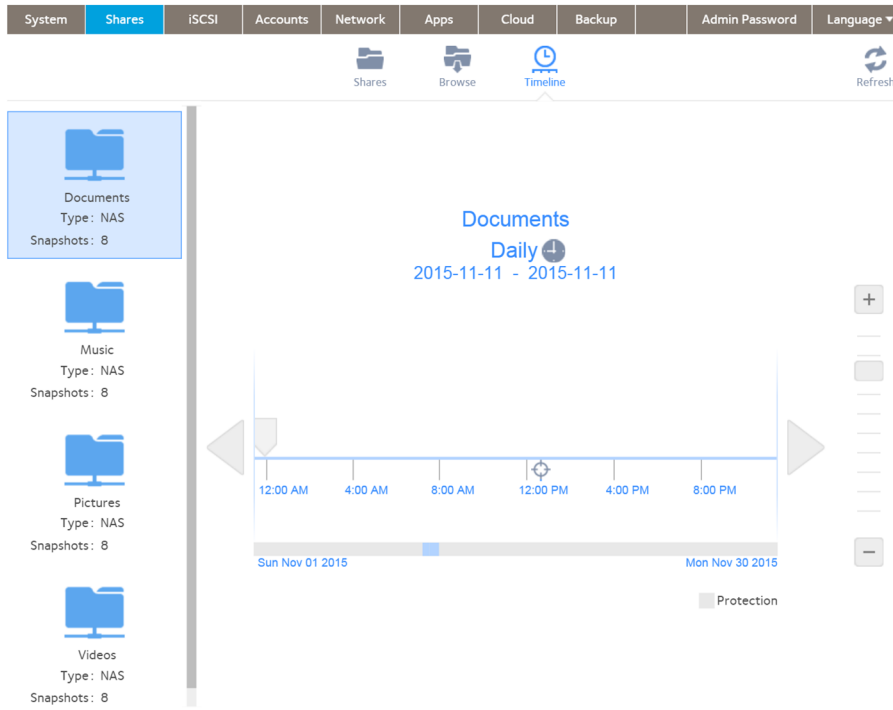 System Shares iSCSI Accounts Network Apps Cloud Backup Admin Password Language
Shares Browse Timeline Refresh
Documents
Type: NAS
Snapshots: 8
Music
Type: NAS
Snapshots: 8
Pictures
Type: NAS
Snapshots: 8
Videos
Type: NAS
Snapshots: 8
Documents
Daily
2015-11-11 - 2015-11-11
+
12:00 AM 4:00 AM 8:00 AM 12:00 PM 4:00 PM 8:00 PM
−
Sun Nov 01 2015 Mon Nov 30 2015
Protection